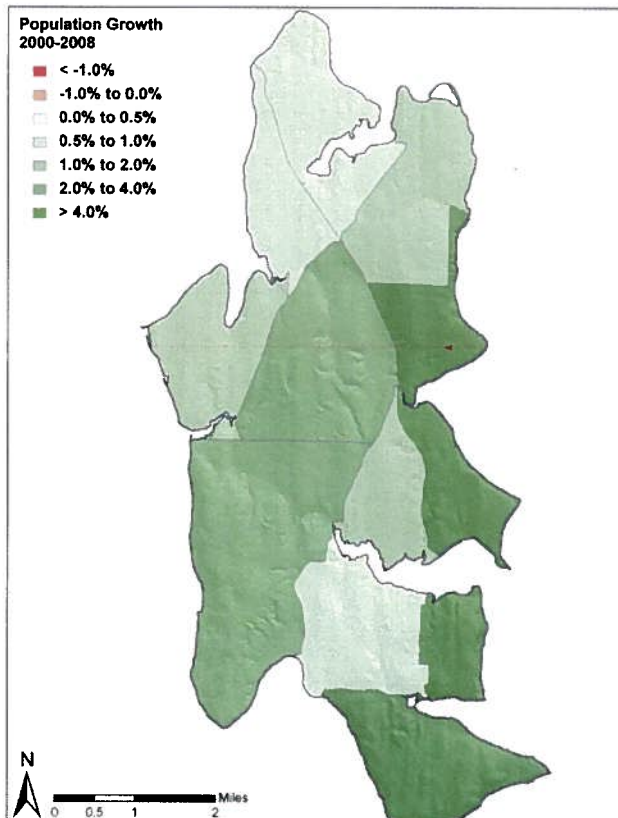 Population Growth
2000-2008
< -1.0%
-1.0% to 0.0%
0.0% to 0.5%
0.5% to 1.0%
1.0% to 2.0%
2.0% to 4.0%
> 4.0%
N
Miles
0 0.5 1 2